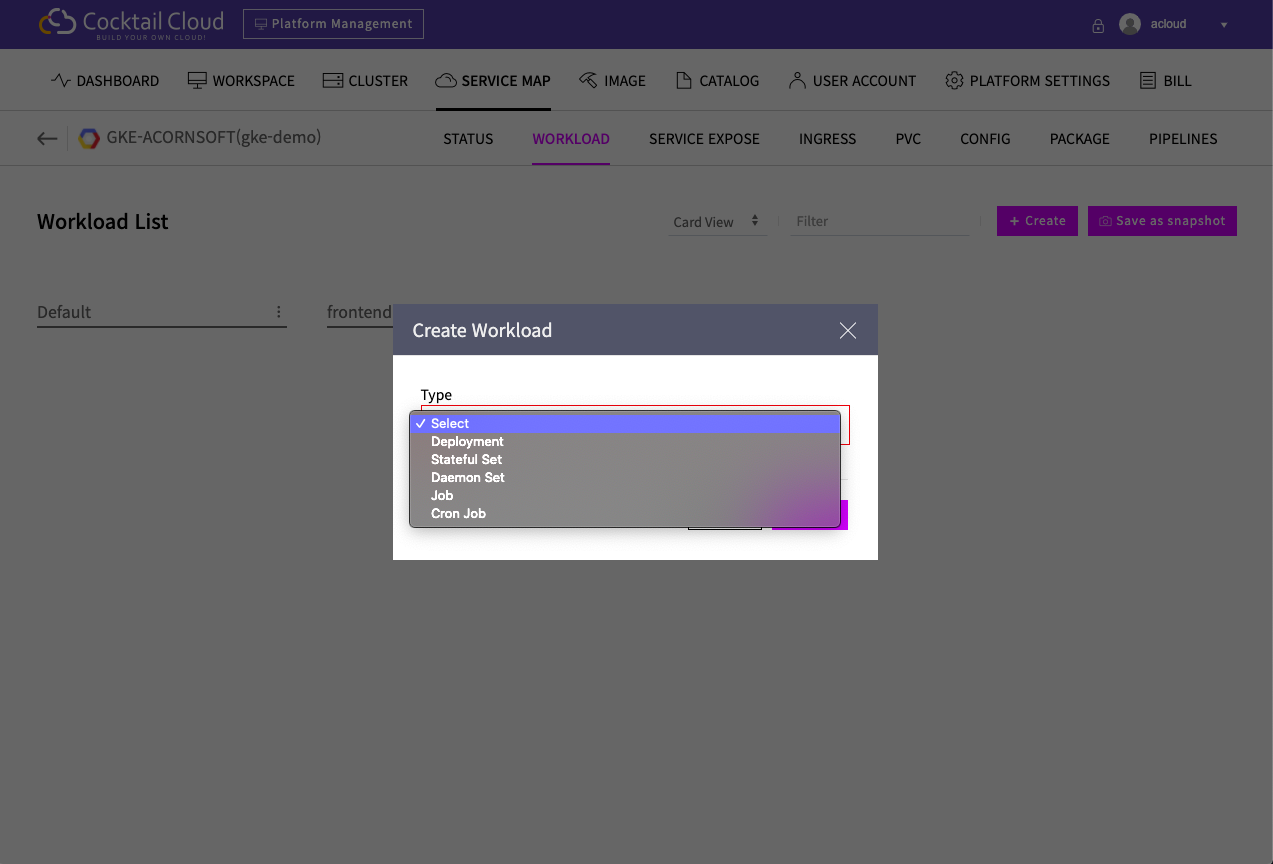 Cocktail Cloud
BUILD YOUR OWN CLOUD!
Platform Management
acloud
DASHBOARD WORKSPACE CLUSTER SERVICE MAP IMAGE CATALOG USER ACCOUNT PLATFORM SETTINGS BILL
GKE-ACORNSOFT(gke-demo)
STATUS WORKLOAD SERVICE EXPOSE INGRESS PVC CONFIG PACKAGE PIPELINES
Workload List
Card View
Filter
+ Create
Save as snapshot
Default
frontend
Create Workload
Type
✓ Select
Deployment
Stateful Set
Daemon Set
Job
Cron Job